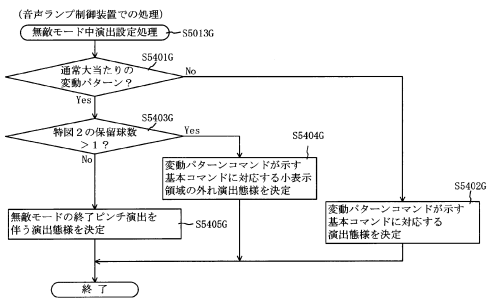 (音声ランプ制御装置での処理)
無敵モード中演出設定処理
S5013G
S5401G
通常大当たりの
変動パターン?
No
Yes
S5403G
特図2の保留球数
>1?
Yes
No
S5404G
変動パターンコマンドが示す
基本コマンドに対応する小表示
領域の外れ演出態様を決定
S5402G
変動パターンコマンドが示す
基本コマンドに対応する
演出態様を決定
無敵モードの終了ピンチ演出を
伴う演出態様を決定
S5405G
終了